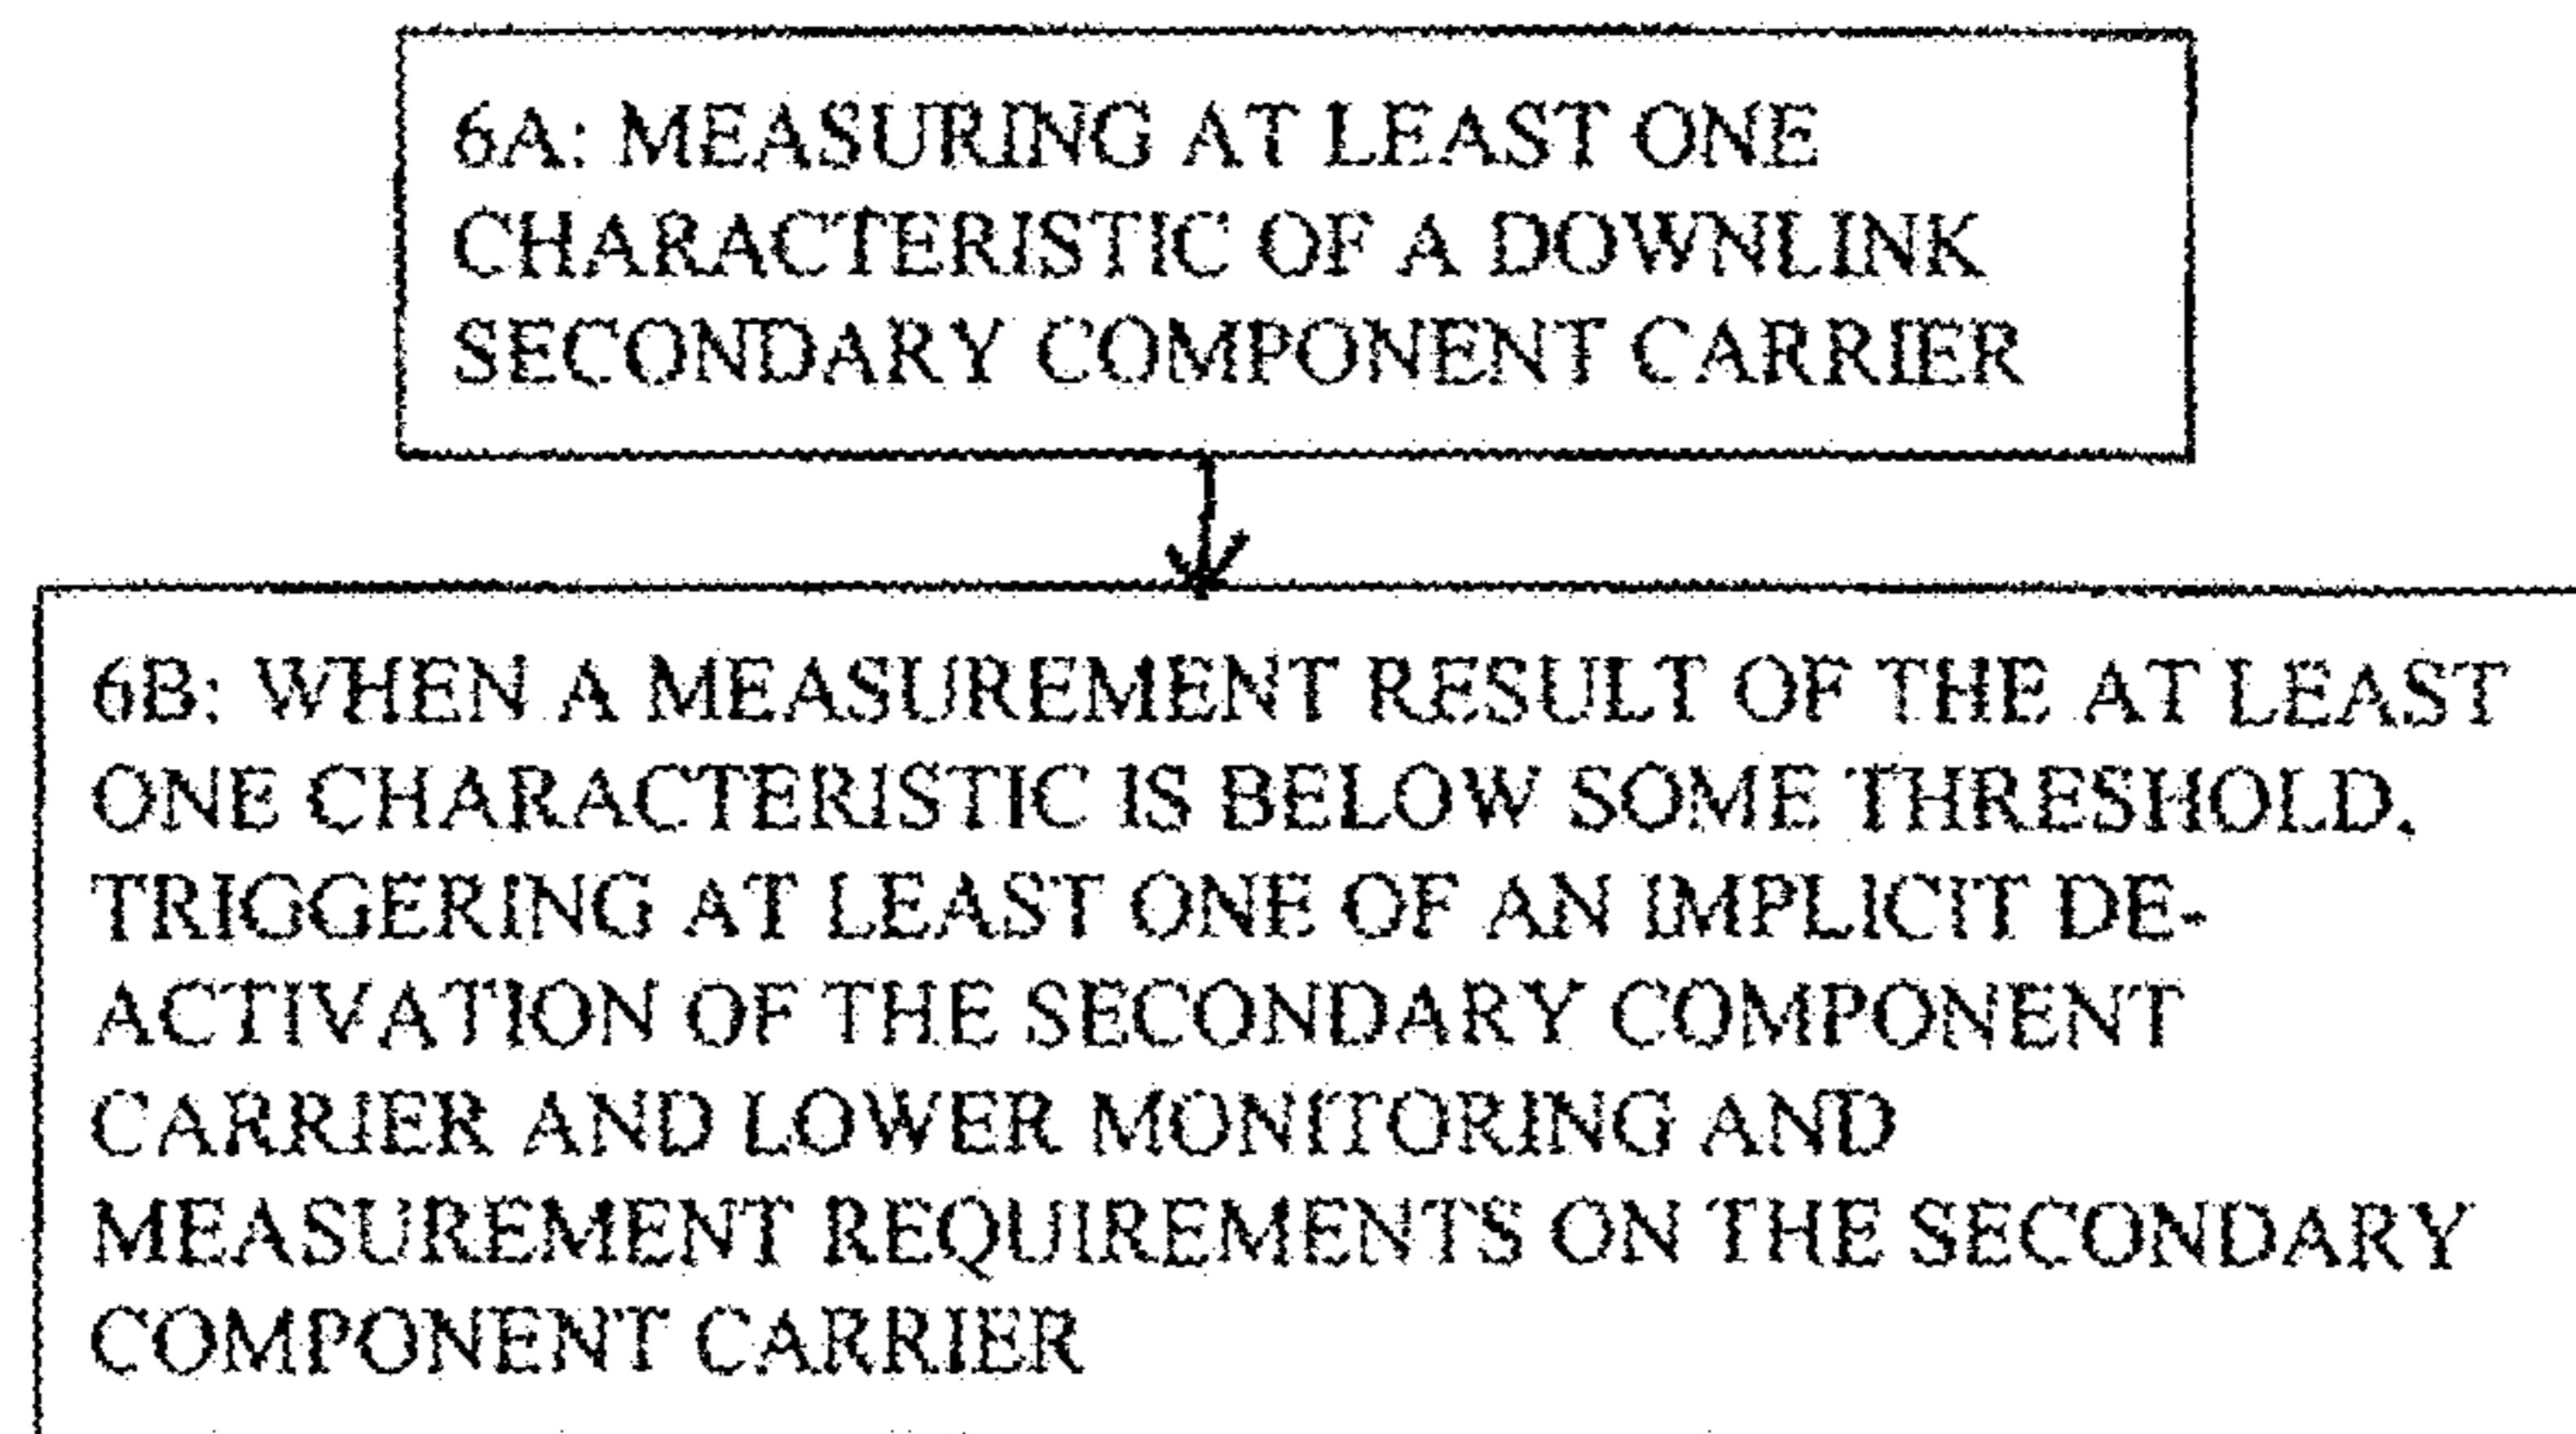 6A: MEASURING AT LEAST ONE
CHARACTERISTIC OF A DOWNLINK
SECONDARY COMPONENT CARRIER
6B: WHEN A MEASUREMENT RESULT OF THE AT LEAST
ONE CHARACTERISTIC IS BELOW SOME THRESHOLD,
TRIGGERING AT LEAST ONE OF AN IMPLICIT DE-
ACTIVATION OF THE SECONDARY COMPONENT
CARRIER AND LOWER MONITORING AND
MEASUREMENT REQUIREMENTS ON THE SECONDARY
COMPONENT CARRIER